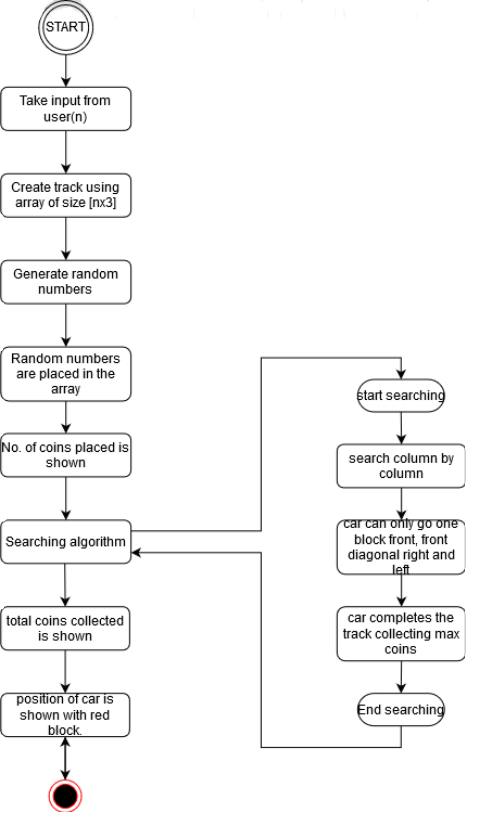 START
Take input from
user(n)
Create track using
array of size [nx3]
Generate random
numbers
Random numbers
are placed in the
array
No. of coins placed is
shown
Searching algorithm
total coins collected
is shown
position of car is
shown with red
block.
start searching
search column by
column
car can only go one
block front, front
diagonal right and
left
car completes the
track collecting max
coins
End searching